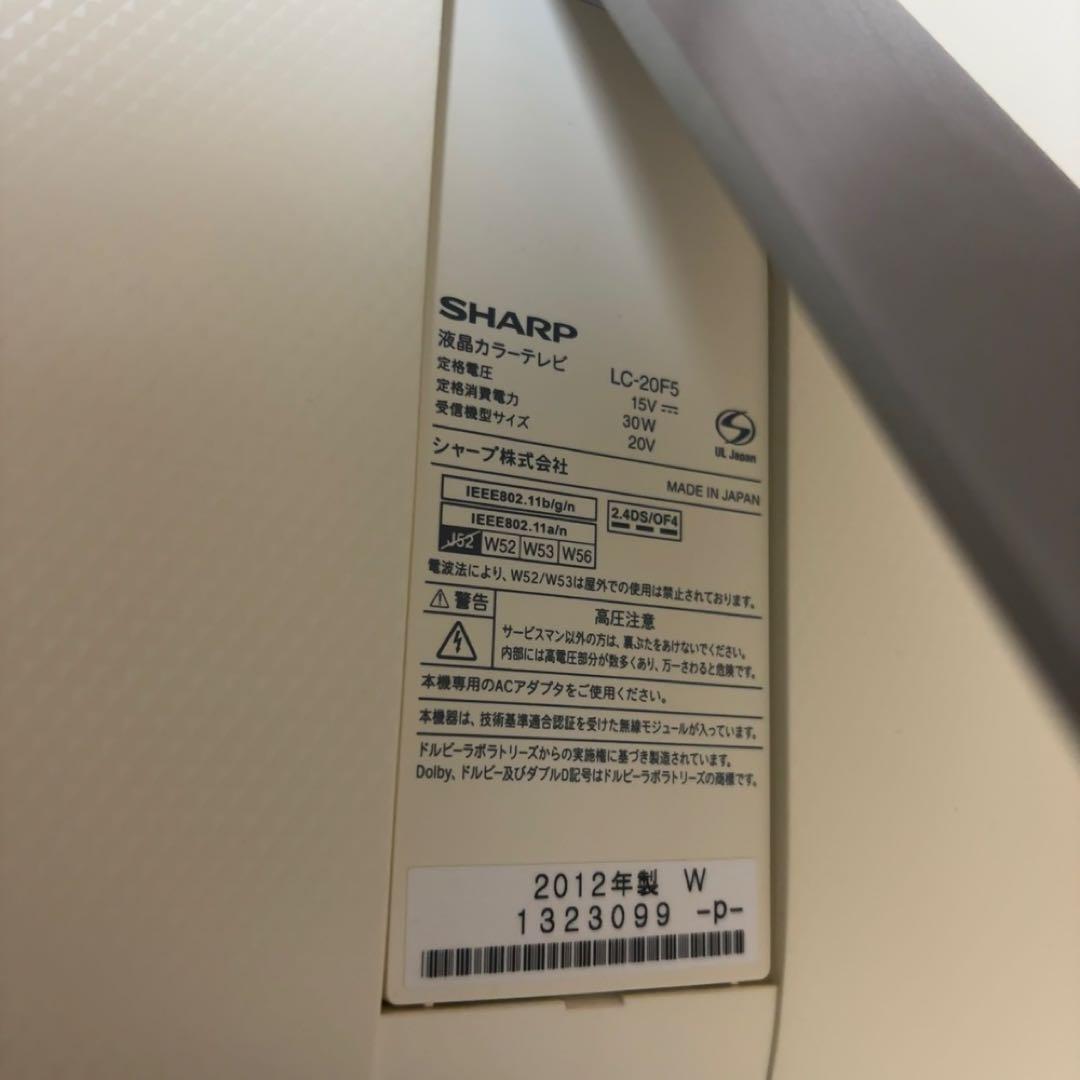 SHARP
液晶カラーテレビ LC-20F5
定格電圧 15V
定格消費電力 30W
受信機型サイズ 20V
UL Japan
シャープ株式会社 MADE IN JAPAN
IEEE802.11b/g/n
2.4DS/OF4
IEEE802.11a/n
J52 W52 W53 W56
電波法により、W52/W53は屋外での使用は禁止されております。
警告 高圧注意
サービスマン以外の方は、裏ぶたをあけないでください。
内部には高電圧部分が数多くあり、万一さわると危険です。
本機専用のACアダプタをご使用ください。
本機器は、技術基準適合認証を受けた無線モジュールが入っています。
ドルビーラボラトリーズからの実施権に基づき製造されています。
Dolby、ドルビー及びダブルD記号はドルビーラボラトリーズの商標です。
2012年製 W
1323099 -p-